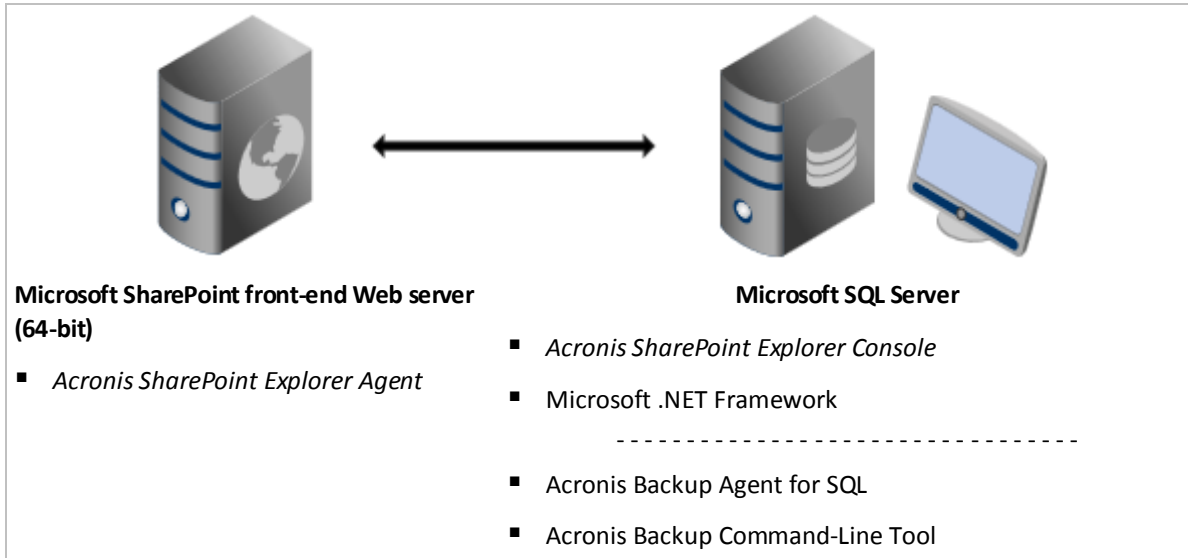 Microsoft SharePoint front-end Web server
(64-bit)
▪ Acronis SharePoint Explorer Agent
Microsoft SQL Server
▪ Acronis SharePoint Explorer Console
▪ Microsoft .NET Framework
- - - - - - - - - - - - - - - - - - - - - - - - - - - - - - - - -
▪ Acronis Backup Agent for SQL
▪ Acronis Backup Command-Line Tool